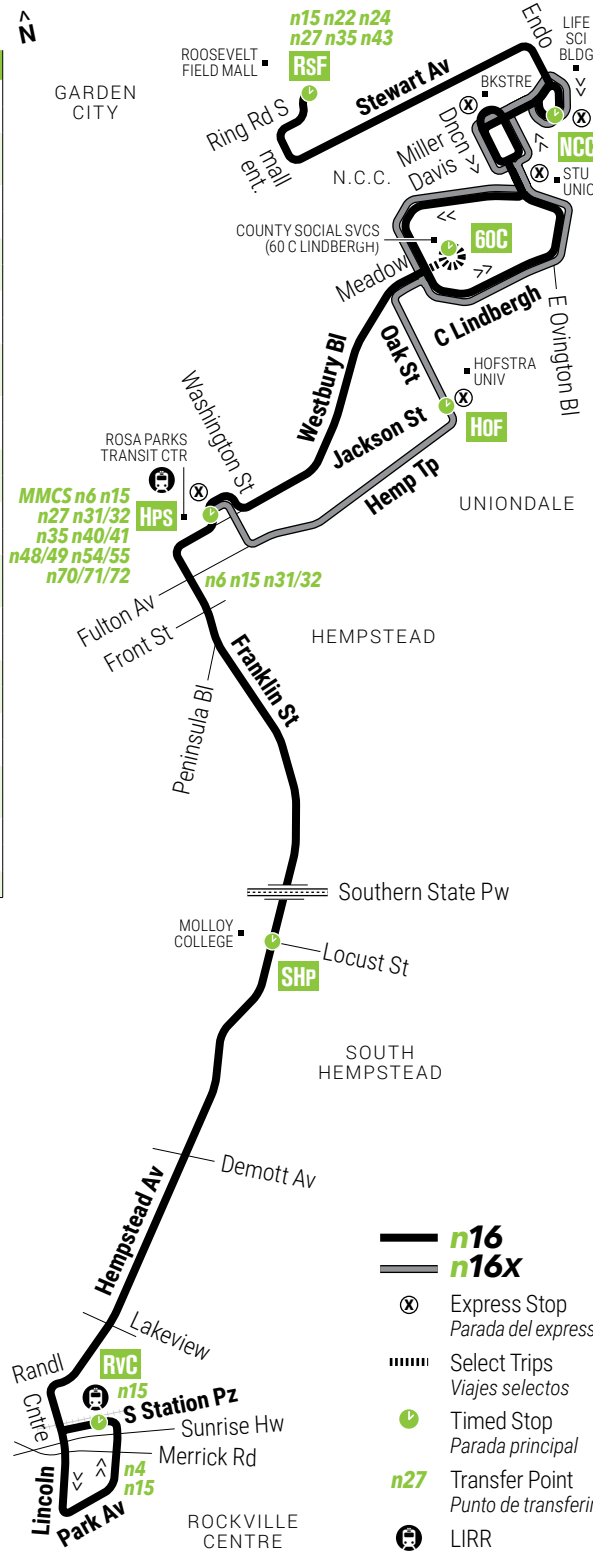 ^
N
n15 n22 n24
n27 n35 n43
ROOSEVELT
FIELD MALL
RSF
GARDEN
CITY
Ring Rd S
mall
ent.
Stewart Av
Endo
LIFE
SCI
BLDG
BKSTRE
Dncn
Miller
Davis
NCC
STU
UNIO
N.C.C.
COUNTY SOCIAL SVCS
(60 C LINDBERGH)
60C
Meadow
C Lindbergh
E Ovington Bl
Oak St
Westbury Bl
HOFSTRA
UNIV
HOF
Jackson St
Hemp Tp
Washington St
ROSA PARKS
TRANSIT CTR
MMCS n6 n15
n27 n31/32
n35 n40/41
n48/49 n54/55
n70/71/72
HPS
UNIONDALE
n6 n15 n31/32
Fulton Av
Front St
HEMPSTEAD
Franklin St
Peninsula Bl
Southern State Pw
MOLLOY
COLLEGE
Locust St
SHP
SOUTH
HEMPSTEAD
Demott Av
Hempstead Av
Lakeview
Randl
Cntre
RVC
n15
S Station Pz
Sunrise Hw
Merrick Rd
n4
n15
Lincoln
Park Av
ROCKVILLE
CENTRE
n16
n16x
X Express Stop
Parada del express
Select Trips
Viajes selectos
Timed Stop
Parada principal
n27 Transfer Point
Punto de transferir
LIRR